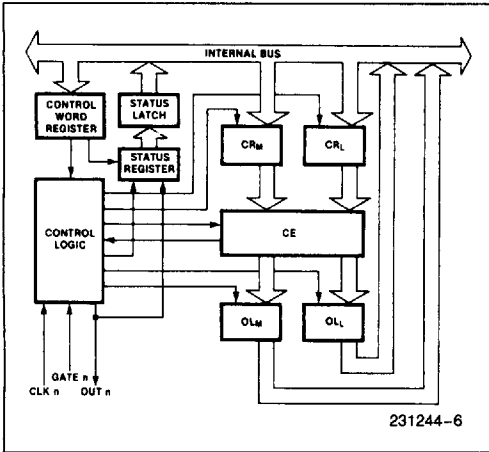 INTERNAL BUS
CONTROL
WORD
REGISTER
STATUS
LATCH
STATUS
REGISTER
CRM
CRL
CONTROL
LOGIC
CE
OLM
OLL
GATE n
CLK n
OUT n
231244-6